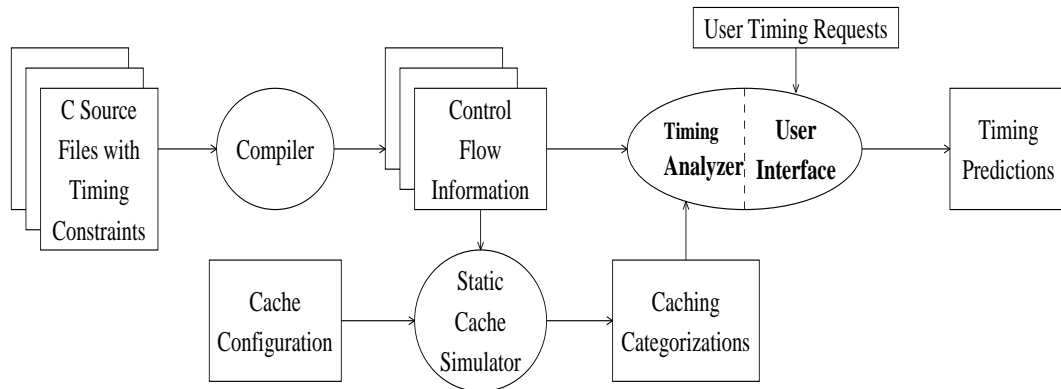 User Timing Requests
C Source
Files with
Timing
Constraints
Compiler
Control
Flow
Information
Timing
Analyzer
User
Interface
Timing
Predictions
Cache
Configuration
Static
Cache
Simulator
Caching
Categorizations